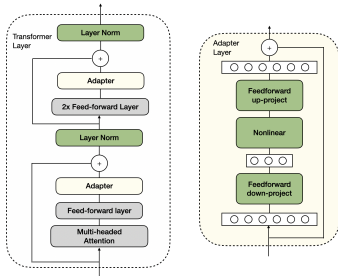 Transformer
Layer
Layer Norm
+
Adapter
2x Feed-forward Layer
Layer Norm
+
Adapter
Feed-forward layer
Multi-headed
Attention
Adapter
Layer
+
Feedforward
up-project
Nonlinear
Feedforward
down-project